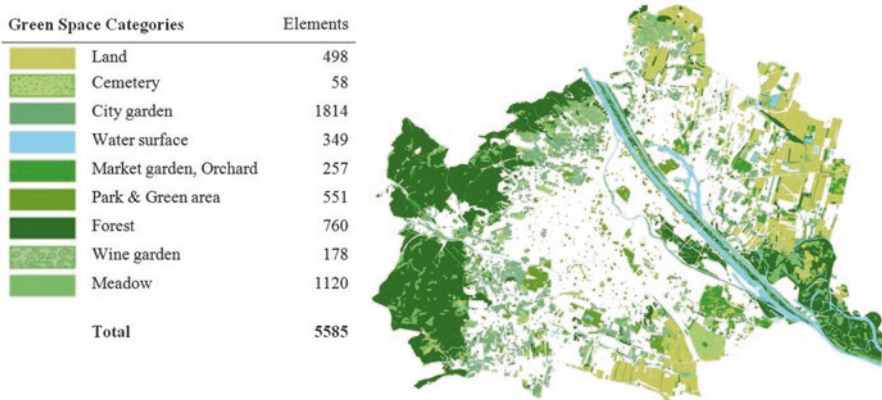 Green Space Categories Elements
Land 498
Cemetery 58
City garden 1814
Water surface 349
Market garden, Orchard 257
Park & Green area 551
Forest 760
Wine garden 178
Meadow 1120
Total 5585